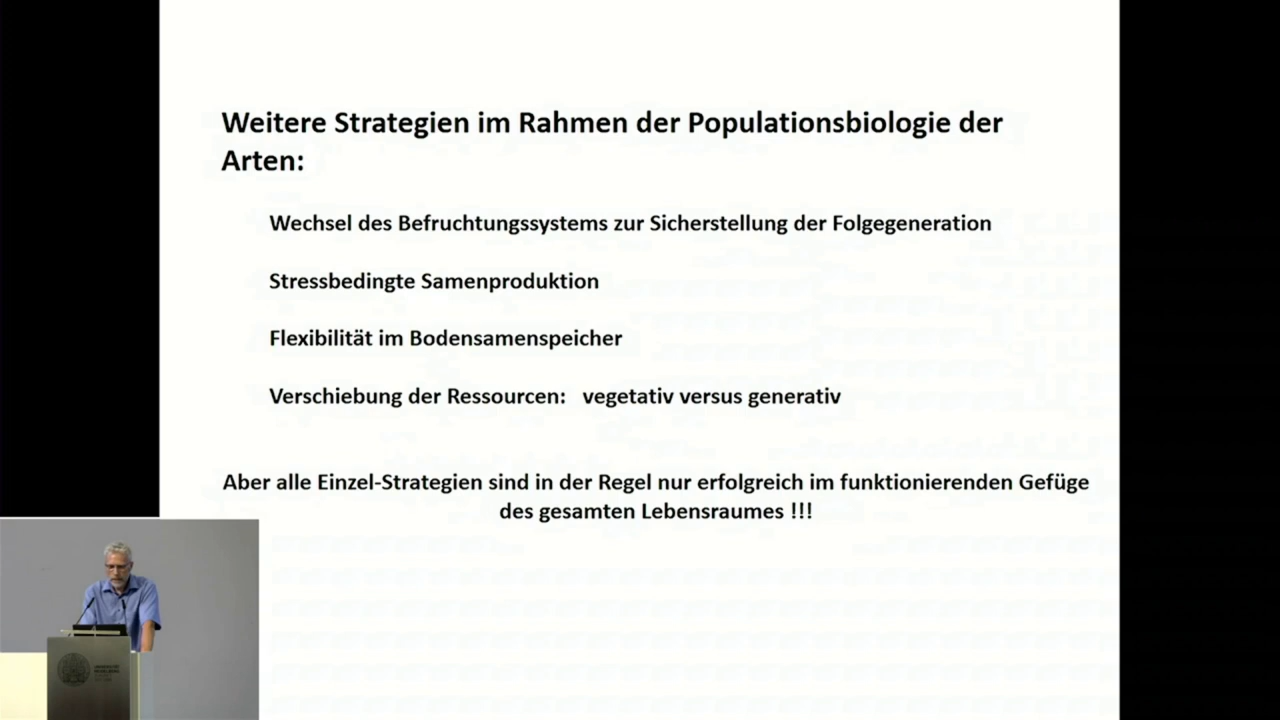 Weitere Strategien im Rahmen der Populationsbiologie der
Arten:
Wechsel des Befruchtungssystems zur Sicherstellung der Folgegeneration
Stressbedingte Samenproduktion
Flexibilität im Bodensamenspeicher
Verschiebung der Ressourcen: vegetativ versus generativ
Aber alle Einzel-Strategien sind in der Regel nur erfolgreich im funktionierenden Gefüge
des gesamten Lebensraumes !!!